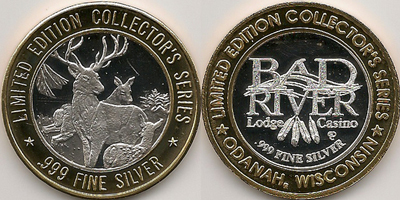 LIMITED EDITION COLLECTOR'S SERIES
.999 FINE SILVER
LIMITED EDITION COLLECTOR'S SERIES
BAD
RIVER
Lodge Casino
.999 FINE SILVER
ODANAH, WISCONSIN